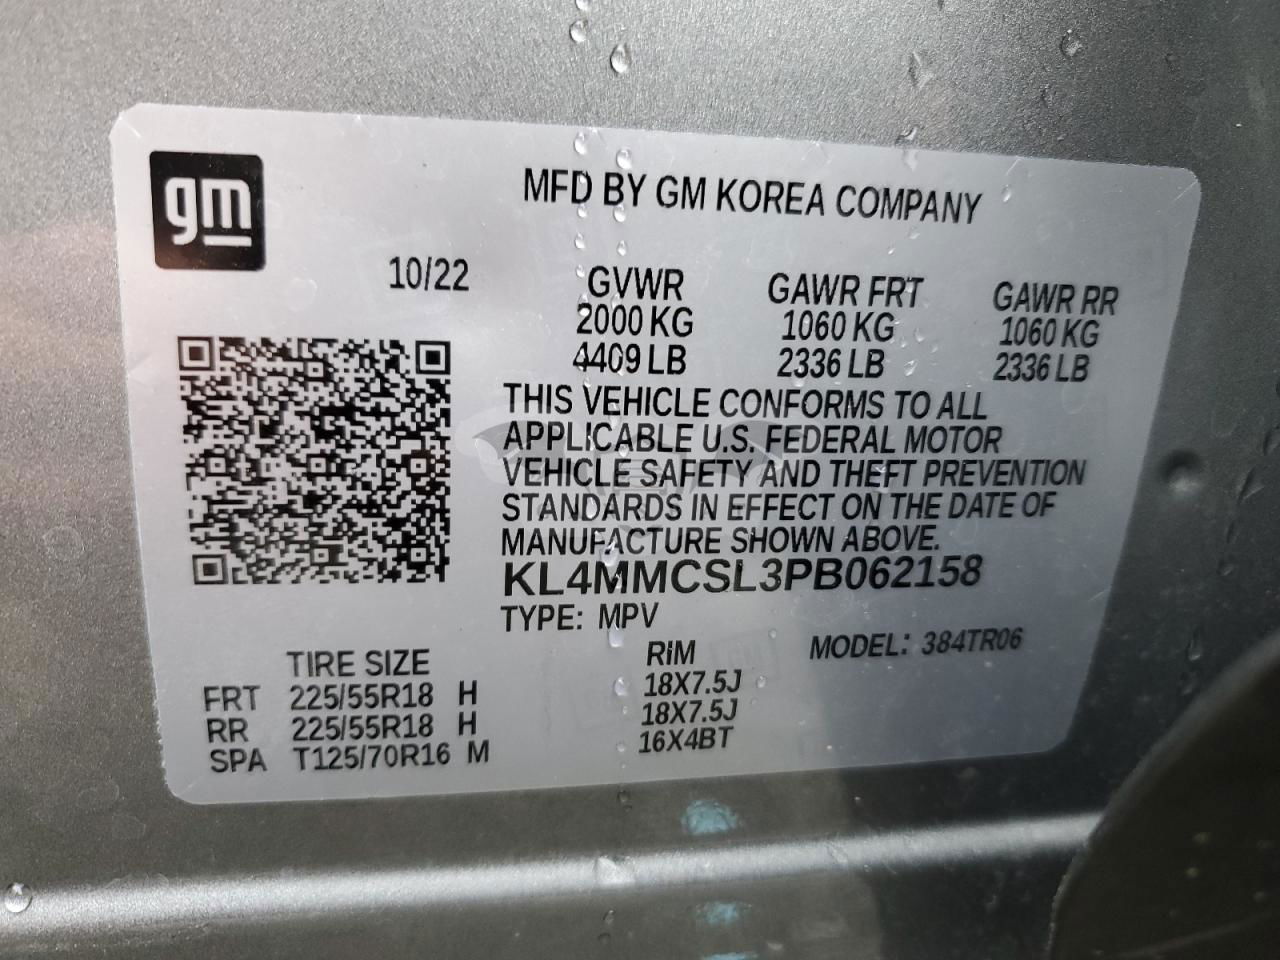 gm
MFD BY GM KOREA COMPANY
10/22 GVWR GAWR FRT GAWR RR
2000 KG 1060 KG 1060 KG
4409 LB 2336 LB 2336 LB
THIS VEHICLE CONFORMS TO ALL
APPLICABLE U.S. FEDERAL MOTOR
VEHICLE SAFETY AND THEFT PREVENTION
STANDARDS IN EFFECT ON THE DATE OF
MANUFACTURE SHOWN ABOVE.
KL4MMCSL3PB062158
TYPE: MPV MODEL: 384TR06
TIRE SIZE RIM
FRT 225/55R18 H 18X7.5J
RR 225/55R18 H 18X7.5J
SPA T125/70R16 M 16X4BT